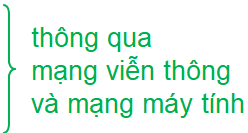 thông qua
mạng viễn thông
và mạng máy tính